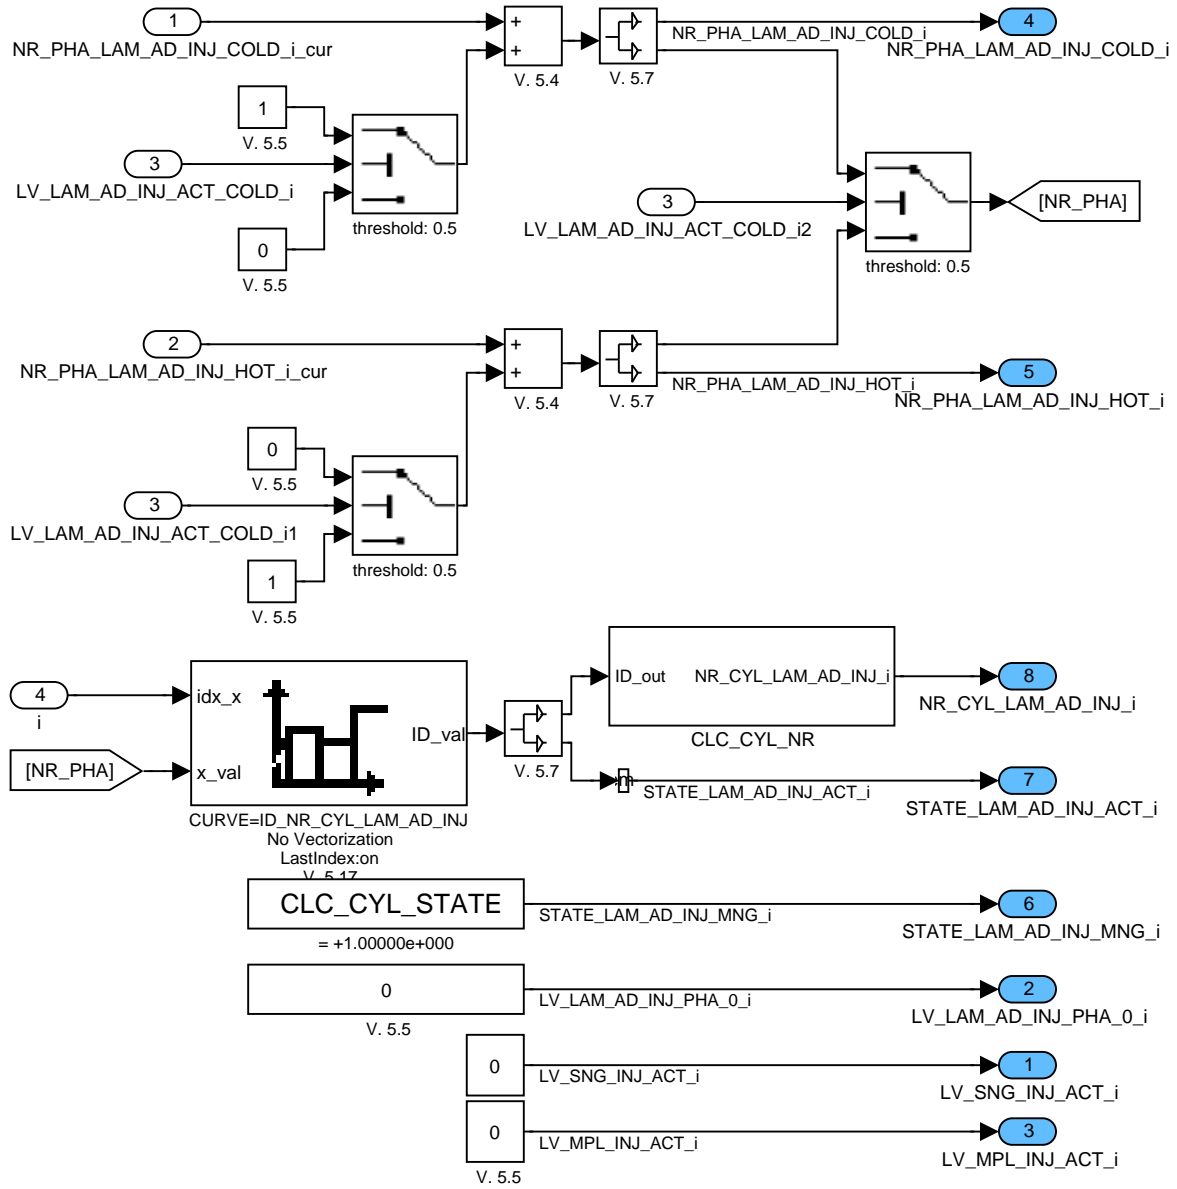 1
NR_PHA_LAM_AD_INJ_COLD_i_cur
+
+
V. 5.4
V. 5.7
NR_PHA_LAM_AD_INJ_COLD_i
4
NR_PHA_LAM_AD_INJ_COLD_i
1
V. 5.5
3
LV_LAM_AD_INJ_ACT_COLD_i
0
V. 5.5
threshold: 0.5
3
LV_LAM_AD_INJ_ACT_COLD_i2
threshold: 0.5
[NR_PHA]
2
NR_PHA_LAM_AD_INJ_HOT_i_cur
+
+
V. 5.4
V. 5.7
NR_PHA_LAM_AD_INJ_HOT_i
5
NR_PHA_LAM_AD_INJ_HOT_i
0
V. 5.5
3
LV_LAM_AD_INJ_ACT_COLD_i1
1
V. 5.5
threshold: 0.5
4
i
[NR_PHA]
idx_x
x_val
ID_val
CURVE=ID_NR_CYL_LAM_AD_INJ
No Vectorization
LastIndex:on
V. 5.17
V. 5.7
ID_out
NR_CYL_LAM_AD_INJ_i
CLC_CYL_NR
8
NR_CYL_LAM_AD_INJ_i
STATE_LAM_AD_INJ_ACT_i
7
STATE_LAM_AD_INJ_ACT_i
CLC_CYL_STATE
= +1.00000e+000
STATE_LAM_AD_INJ_MNG_i
6
STATE_LAM_AD_INJ_MNG_i
0
V. 5.5
LV_LAM_AD_INJ_PHA_0_i
2
LV_LAM_AD_INJ_PHA_0_i
0
LV_SNG_INJ_ACT_i
1
LV_SNG_INJ_ACT_i
0
V. 5.5
LV_MPL_INJ_ACT_i
3
LV_MPL_INJ_ACT_i